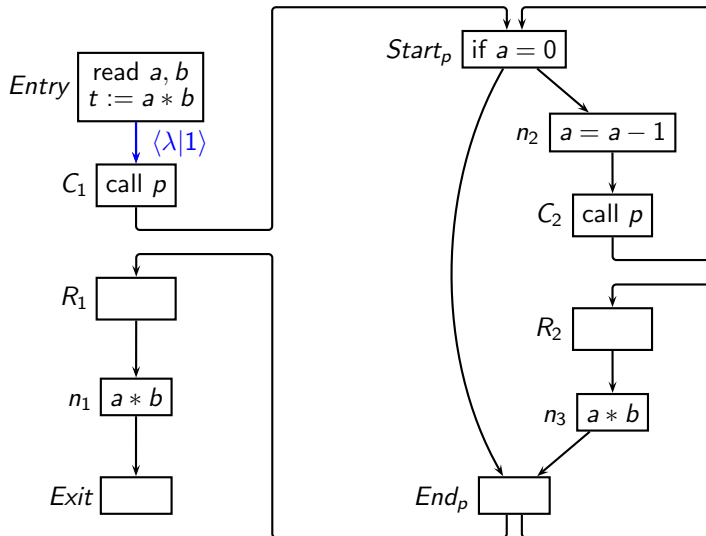 Entry
read a, b
t := a ∗ b
⟨λ|1⟩
C₁
call p
R₁
n₁
a ∗ b
Exit
Startₚ
if a = 0
n₂
a = a − 1
C₂
call p
R₂
n₃
a ∗ b
Endₚ